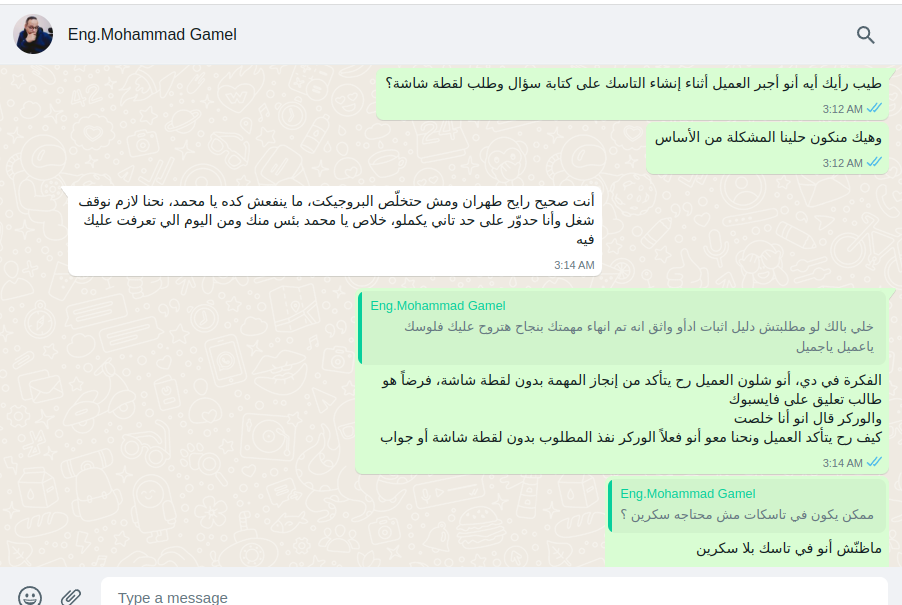 Eng.Mohammad Gamel
طيب رأيك أيه أنو أجبر العميل أثناء إنشاء التاسك على كتابة سؤال وطلب لقطة شاشة؟
3:12 AM
وهيك منكون حلينا المشكلة من الأساس
3:12 AM
أنت صحيح رايح طهران ومش حتخلّص البروجيكت، ما ينفعش كده يا محمد، نحنا لازم نوقف
شغل وأنا حدوّر على حد تاني يكملو، خلاص يا محمد بئس منك ومن اليوم الي تعرفت عليك
فيه
3:14 AM
Eng.Mohammad Gamel
خلي بالك لو مطلبتش دليل اثبات ادأو واثق انه تم انهاء مهمتك بنجاح هتروح عليك فلوسك
ياعميل ياجميل
الفكرة في دي، أنو شلون العميل رح يتأكد من إنجاز المهمة بدون لقطة شاشة، فرضاً هو
طالب تعليق على فايسبوك
والوركر قال انو أنا خلصت
كيف رح يتأكد العميل ونحنا معو أنو فعلاً الوركر نفذ المطلوب بدون لقطة شاشة أو جواب
3:14 AM
Eng.Mohammad Gamel
ممكن يكون في تاسكات مش محتاجه سكرين ؟
ماظنّش أنو في تاسك بلا سكرين
Type a message